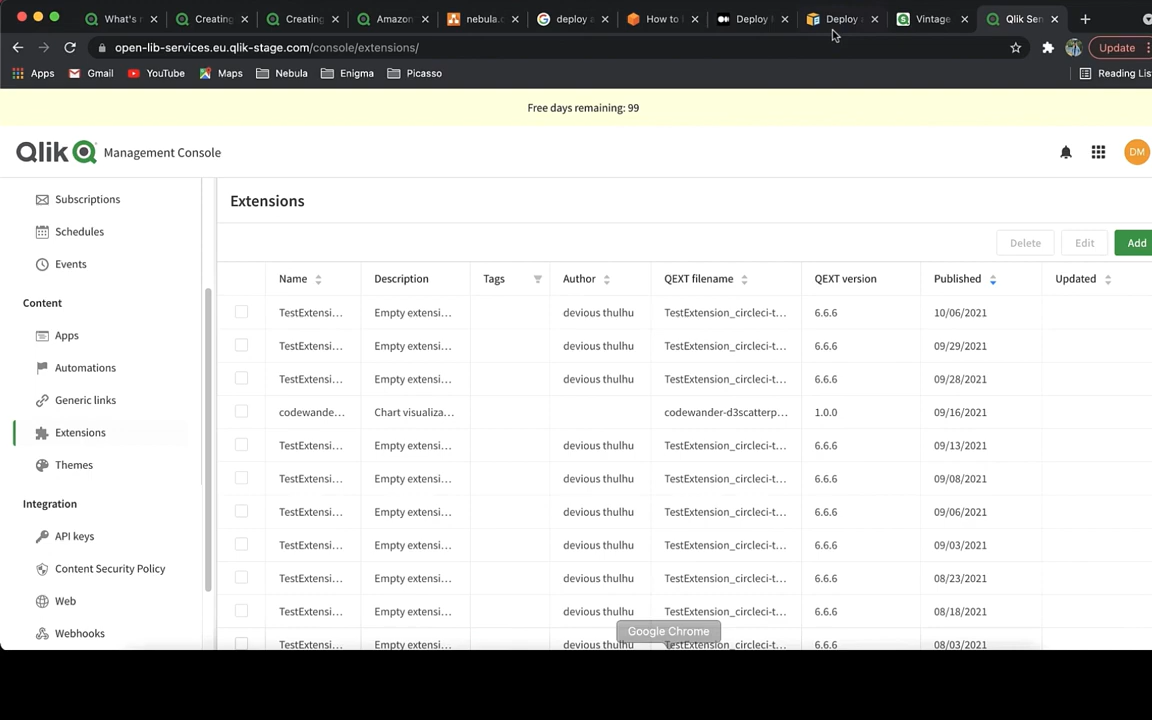 What's n
Creating
Creating
Amazon
nebula.c
deploy a
How to
Deploy
Deploy
Vintage
Qlik Sen
open-lib-services.eu.qlik-stage.com/console/extensions/
Update
Apps
Gmail
YouTube
Maps
Nebula
Enigma
Picasso
Reading Lis
Free days remaining: 99
Qlik
Management Console
DM
Subscriptions
Schedules
Events
Content
Apps
Automations
Generic links
Extensions
Themes
Integration
API keys
Content Security Policy
Web
Webhooks
Extensions
Delete
Edit
Add
Name Description Tags Author QEXT filename QEXT version Published Updated
TestExtensi... Empty extensi... devious thulhu TestExtension_circleci-t... 6.6.6 10/06/2021
TestExtensi... Empty extensi... devious thulhu TestExtension_circleci-t... 6.6.6 09/29/2021
TestExtensi... Empty extensi... devious thulhu TestExtension_circleci-t... 6.6.6 09/28/2021
codewande... Chart visualiza... codewander-d3scatterp... 1.0.0 09/16/2021
TestExtensi... Empty extensi... devious thulhu TestExtension_circleci-t... 6.6.6 09/13/2021
TestExtensi... Empty extensi... devious thulhu TestExtension_circleci-t... 6.6.6 09/08/2021
TestExtensi... Empty extensi... devious thulhu TestExtension_circleci-t... 6.6.6 09/06/2021
TestExtensi... Empty extensi... devious thulhu TestExtension_circleci-t... 6.6.6 09/03/2021
TestExtensi... Empty extensi... devious thulhu TestExtension_circleci-t... 6.6.6 08/23/2021
TestExtensi... Empty extensi... devious thulhu TestExtension_circleci-t... 6.6.6 08/18/2021
TestExtensi... Empty extensi... devious thulhu TestExtension_circleci-t... 6.6.6 08/03/2021
Google Chrome